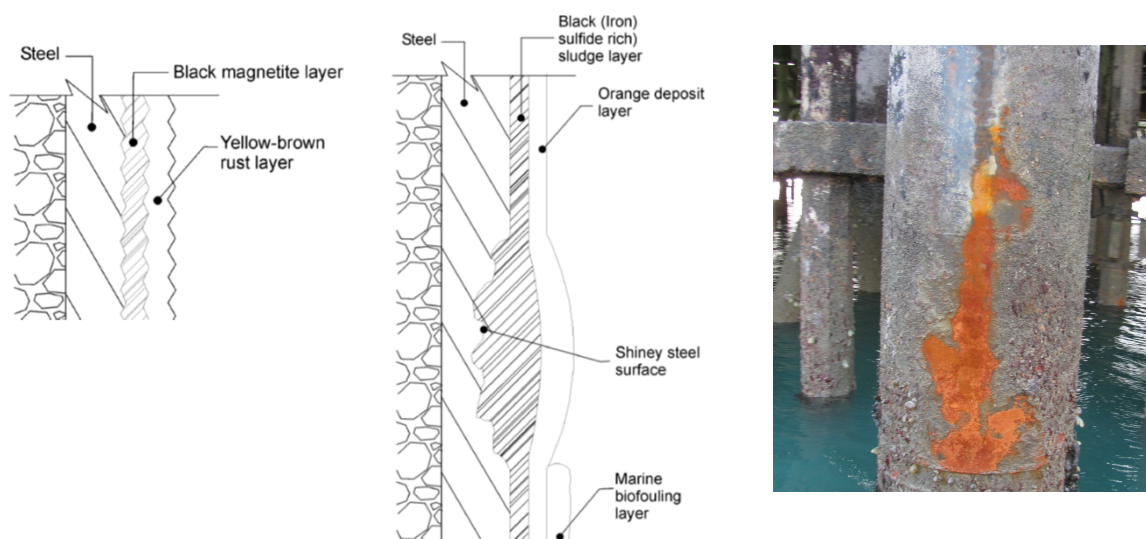 Steel
Black magnetite layer
Yellow-brown
rust layer
Steel
Black (Iron)
sulfide rich)
sludge layer
Orange deposit
layer
Shiney steel
surface
Marine
biofouling
layer